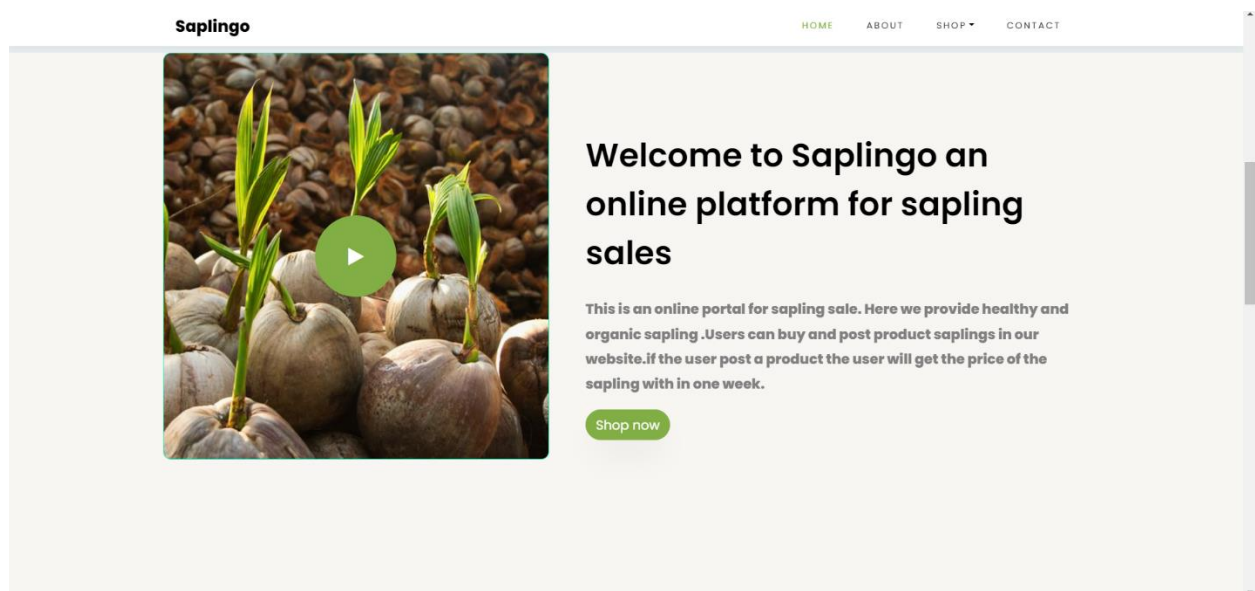 Saplingo
HOME ABOUT SHOP CONTACT
Welcome to Saplingo an
online platform for sapling
sales
This is an online portal for sapling sale. Here we provide healthy and
organic sapling .Users can buy and post product saplings in our
website.if the user post a product the user will get the price of the
sapling with in one week.
Shop now